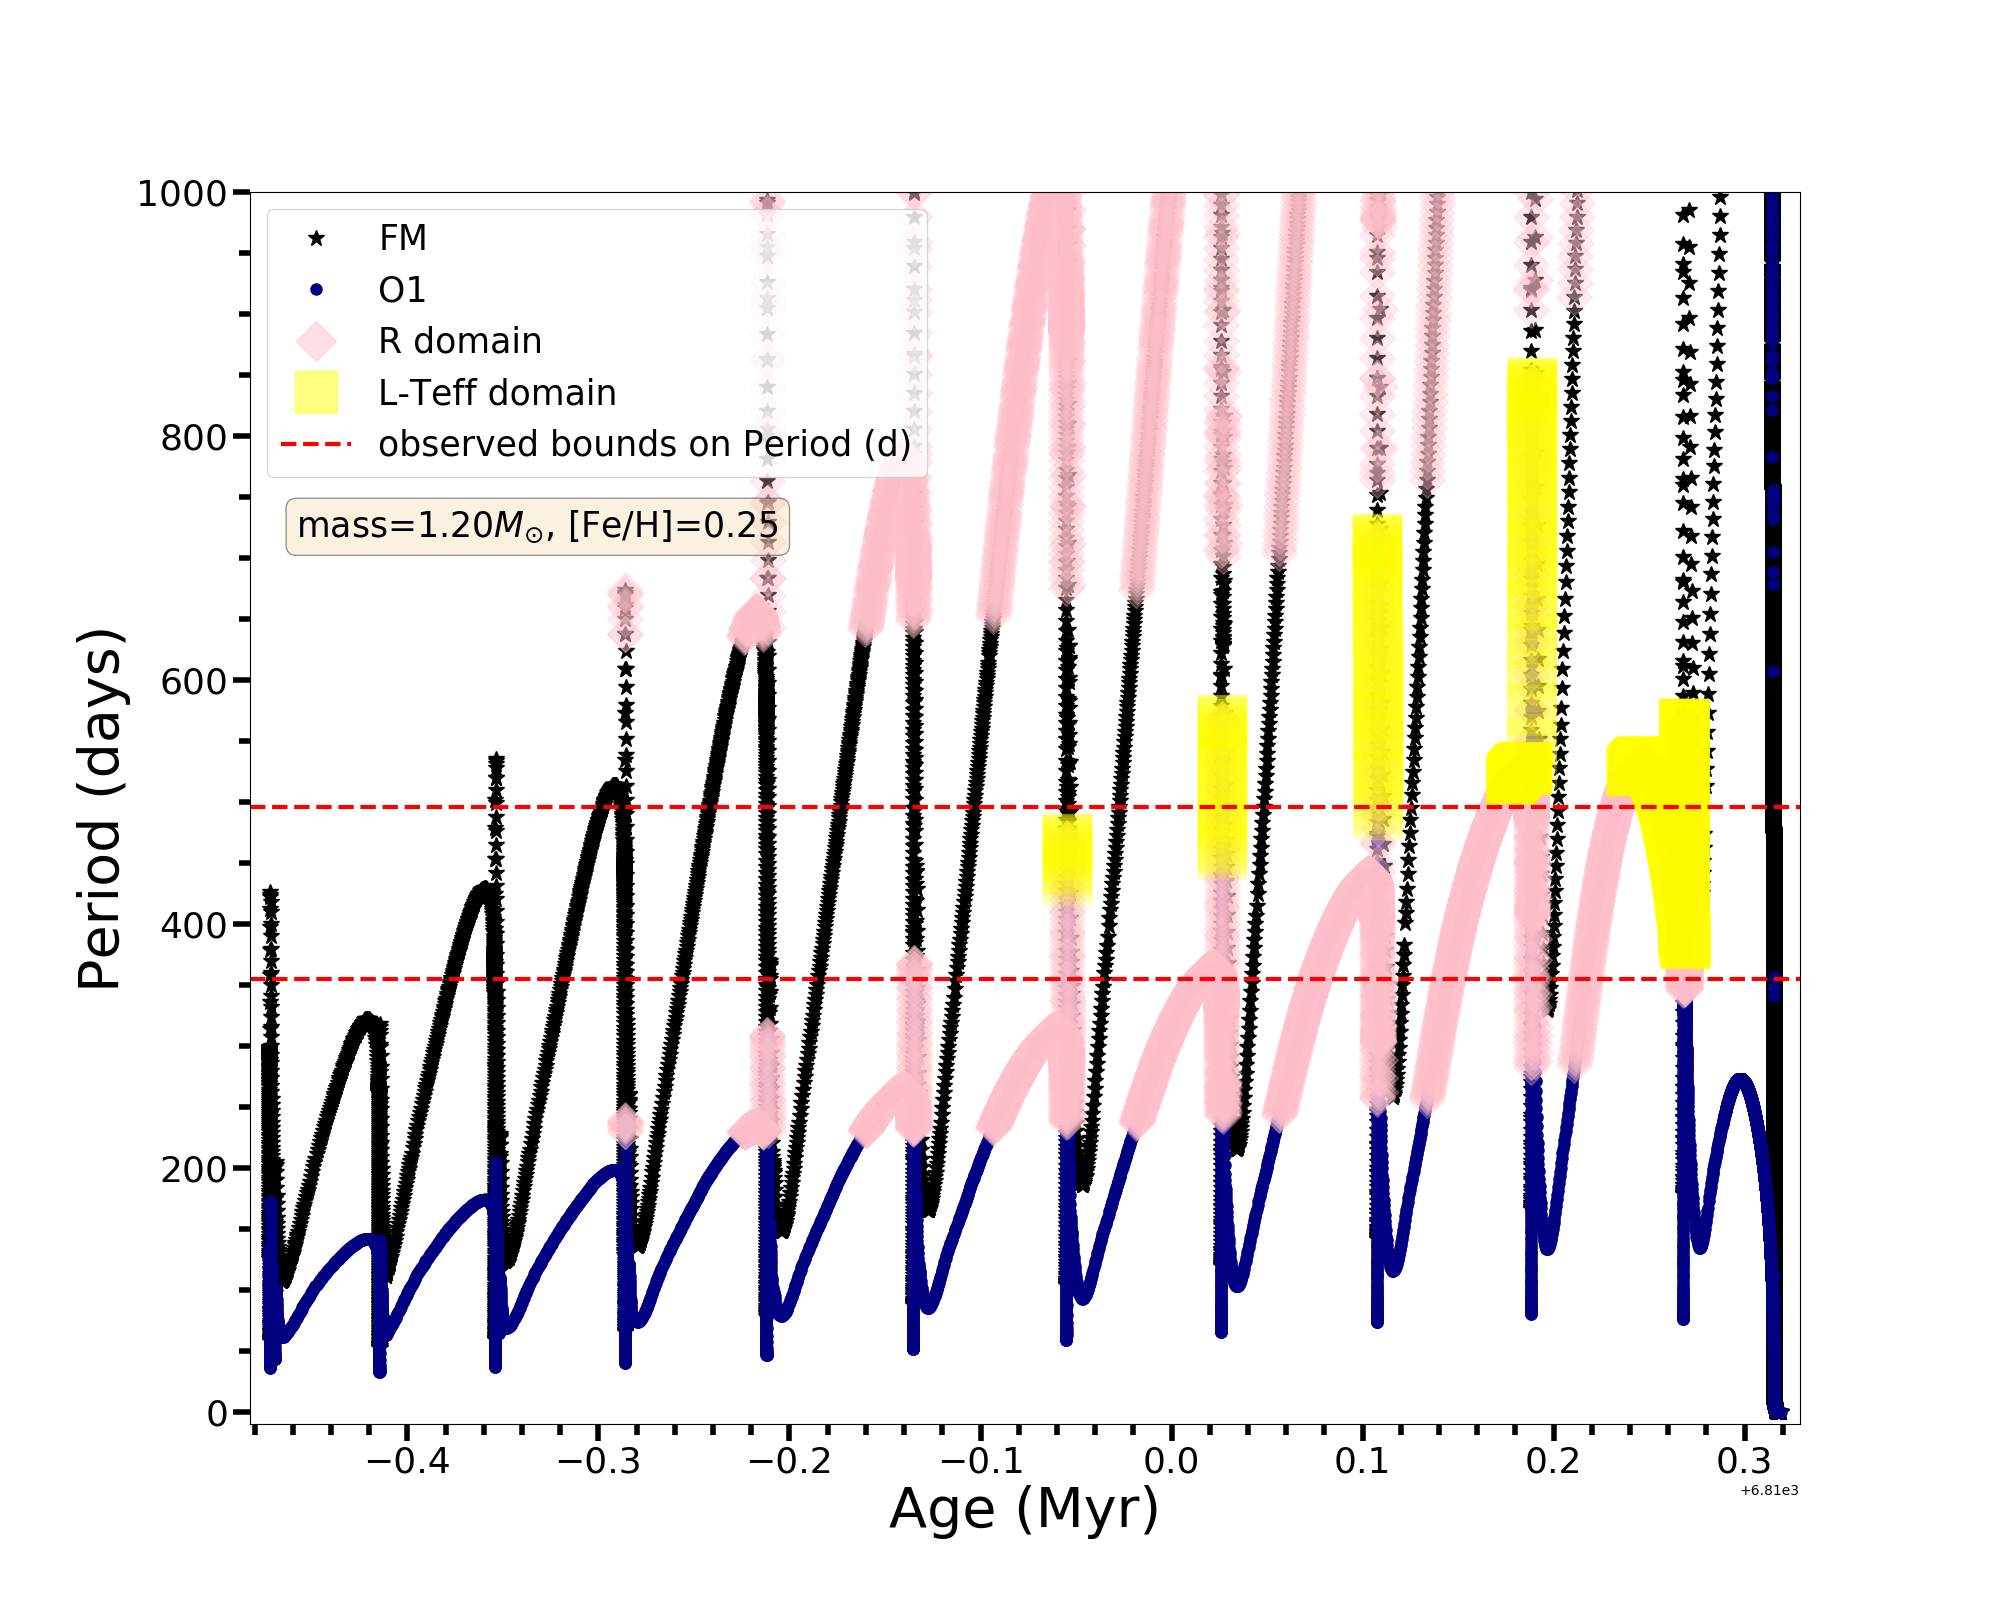 1000
800
600
400
200
0
Period (days)
FM
O1
R domain
L-Teff domain
observed bounds on Period (d)
mass=1.20M⊙, [Fe/H]=0.25
−0.4 −0.3 −0.2 −0.1 0.0 0.1 0.2 0.3
+6.81e3
Age (Myr)